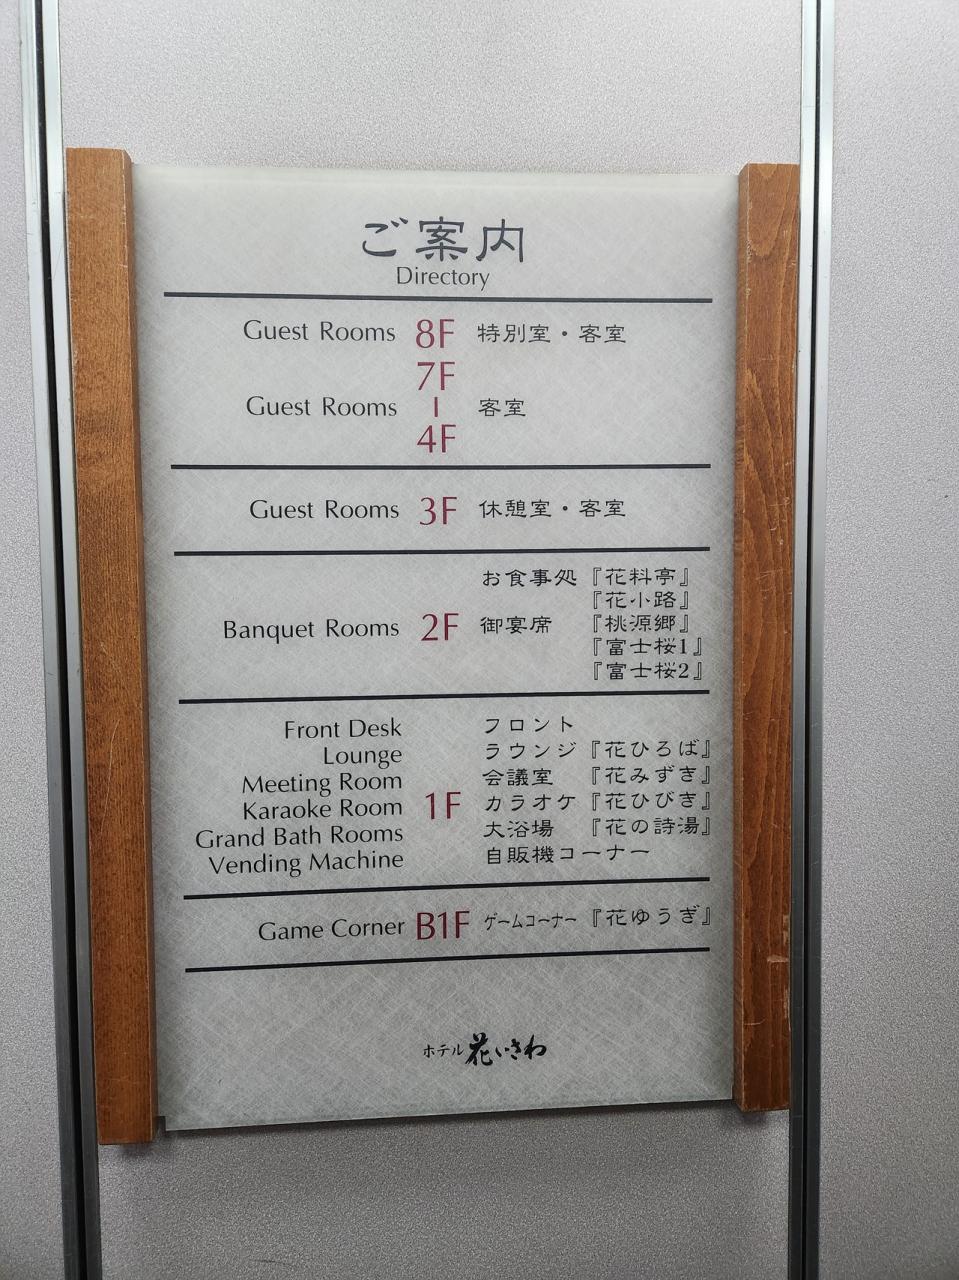 ご案内
Directory
Guest Rooms 8F 特別室・客室
7F
Guest Rooms | 客室
4F
Guest Rooms 3F 休憩室・客室
お食事処『花料亭』
『花小路』
Banquet Rooms 2F 御宴席 『桃源郷』
『富士桜1』
『富士桜2』
Front Desk フロント
Lounge ラウンジ『花ひろば』
Meeting Room 会議室 『花みずき』
Karaoke Room 1F カラオケ『花ひびき』
Grand Bath Rooms 大浴場 『花の詩湯』
Vending Machine 自販機コーナー
Game Corner B1F ゲームコーナー『花ゆうぎ』
ホテル花いさわ